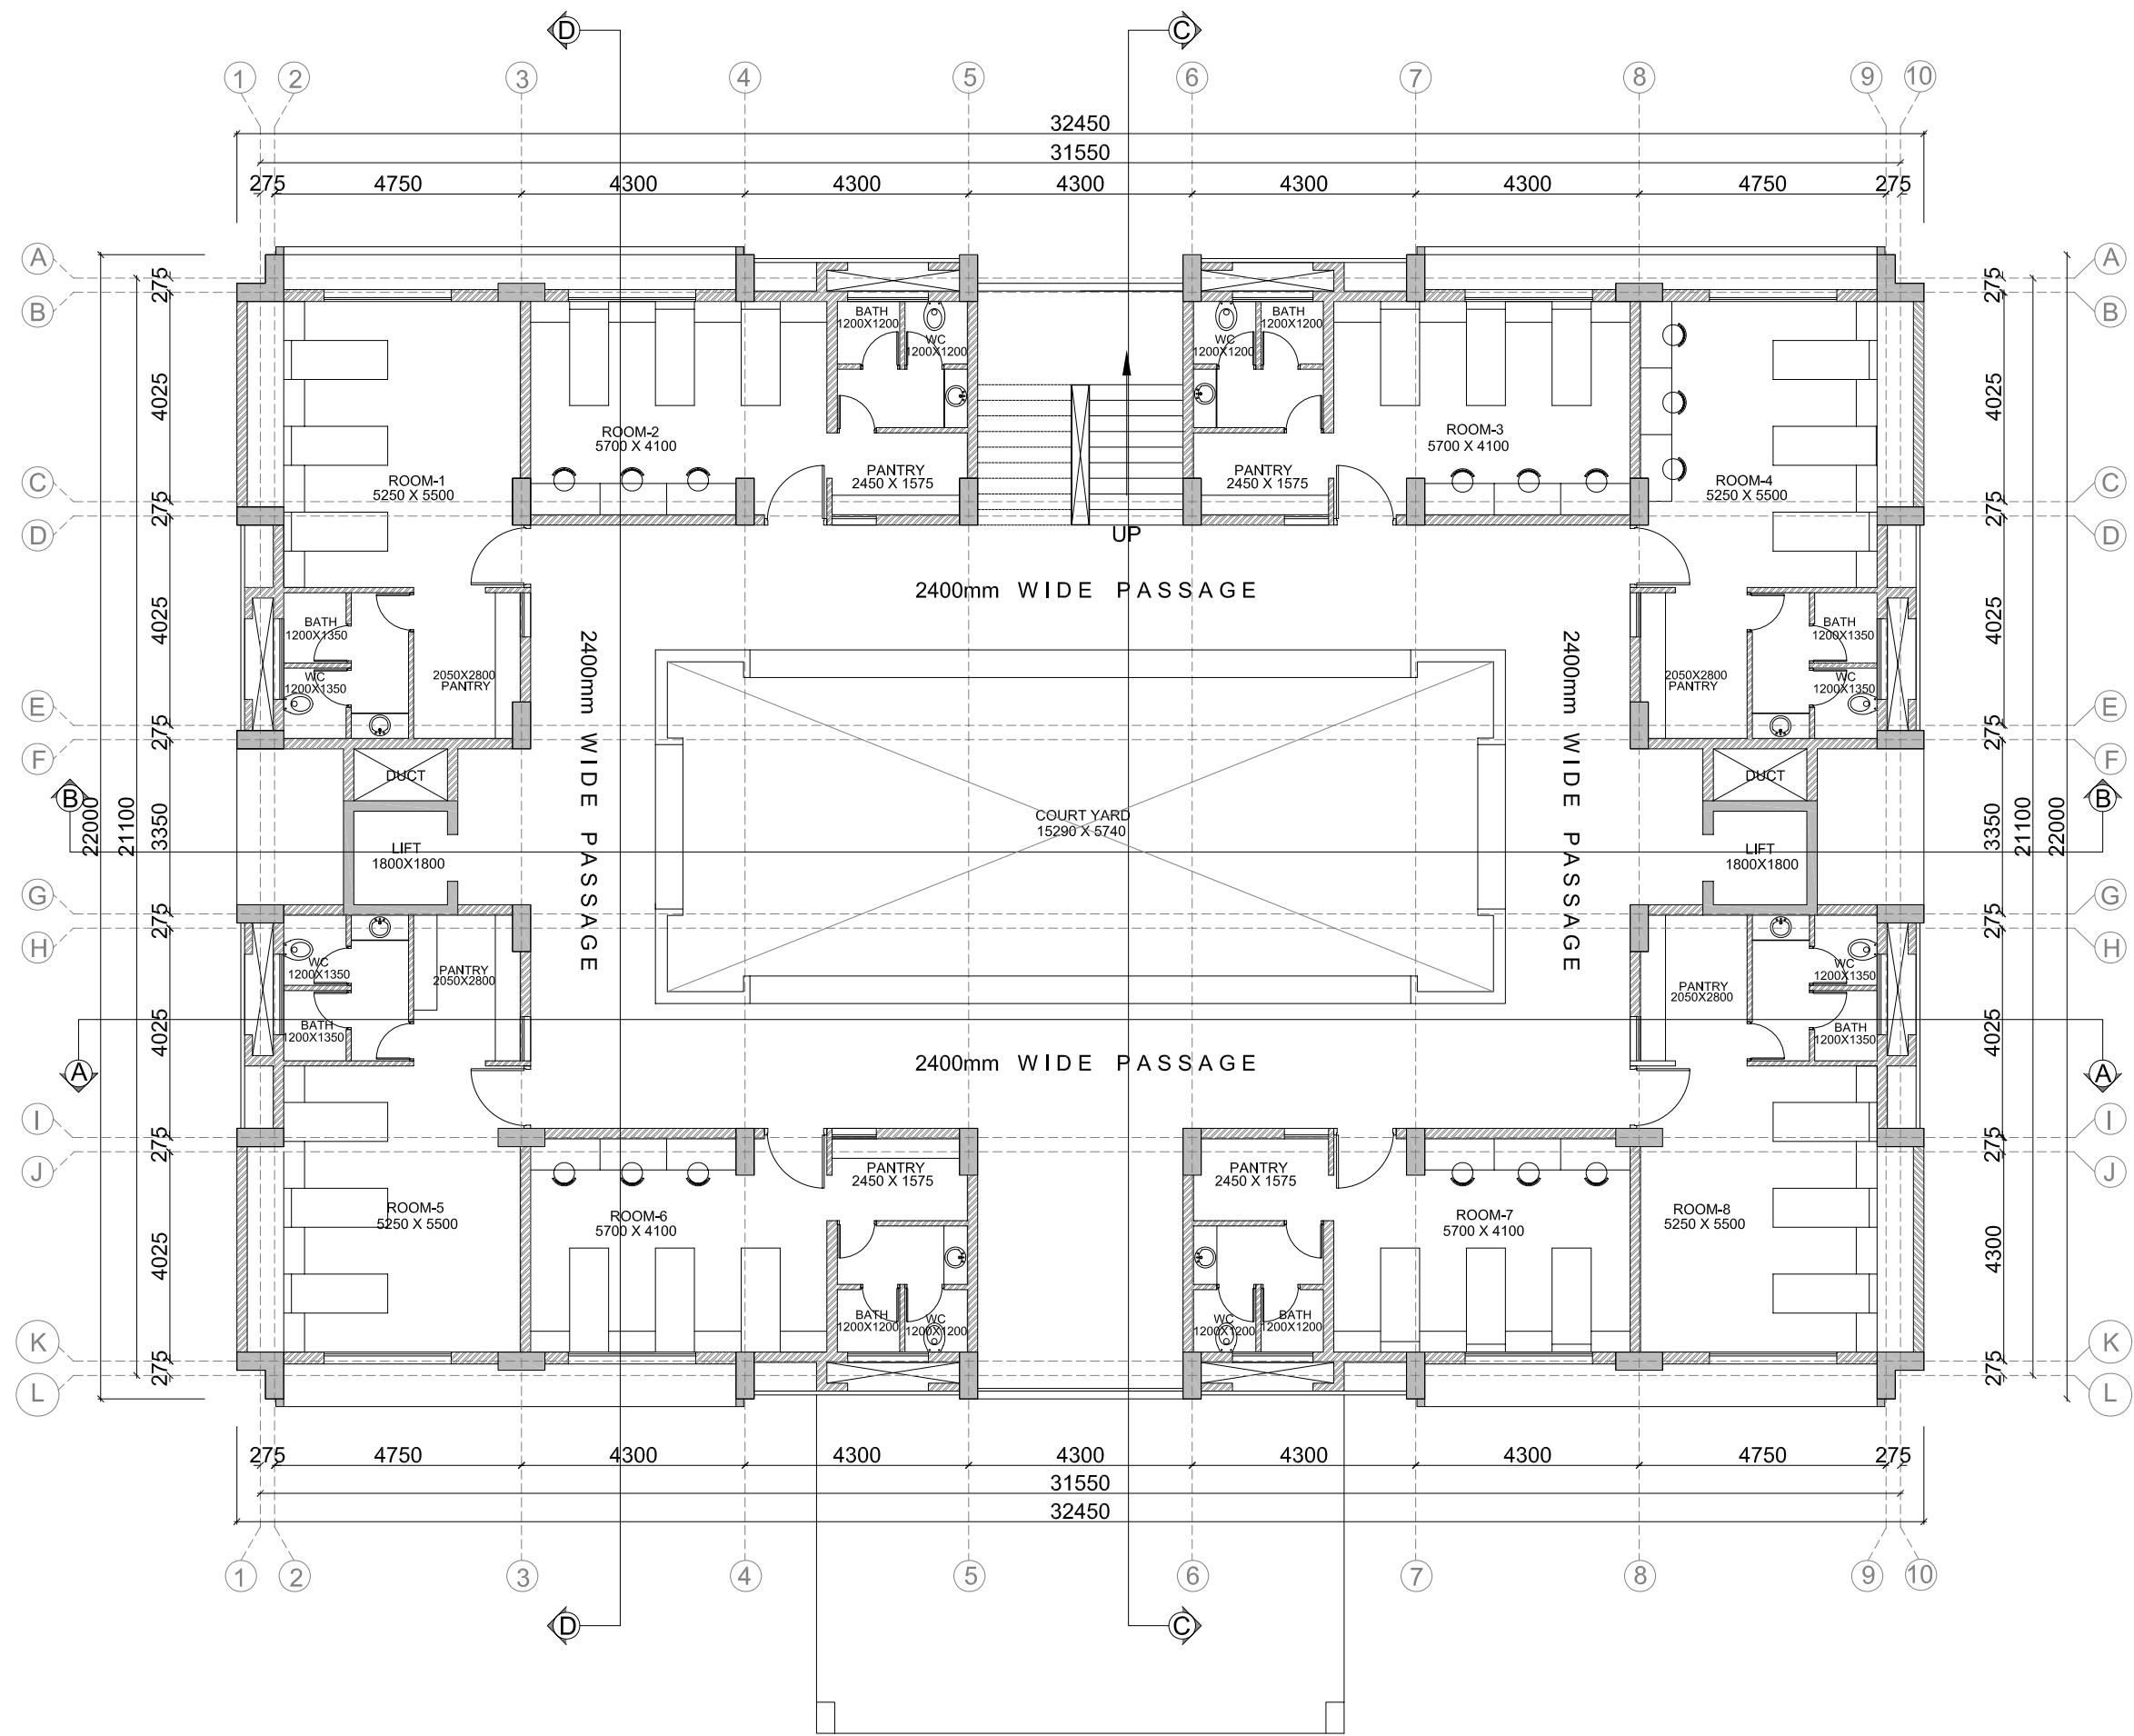 D
C
1
2
3
4
5
6
7
8
9
10
32450
31550
275
4750
4300
4300
4300
4300
4300
4750
275
A
A
B
B
C
C
D
D
E
E
F
F
G
G
H
H
I
I
J
J
K
K
L
L
275
4025
275
4025
275
3350
275
4025
275
4025
275
21100
22000
275
4025
275
4025
275
3350
275
4025
275
4300
275
21100
22000
B
B
A
A
BATH
1200X1200
WC
1200X1200
WC
1200X1200
BATH
1200X1200
ROOM-2
5700 X 4100
ROOM-3
5700 X 4100
PANTRY
2450 X 1575
PANTRY
2450 X 1575
ROOM-1
5250 X 5500
ROOM-4
5250 X 5500
UP
2400mm WIDE PASSAGE
BATH
1200X1350
WC
1200X1350
2050X2800
PANTRY
2400mm WIDE PASSAGE
2400mm WIDE PASSAGE
2050X2800
PANTRY
BATH
1200X1350
WC
1200X1350
DUCT
DUCT
COURT YARD
15290 X 5740
LIFT
1800X1800
LIFT
1800X1800
WC
1200X1350
BATH
1200X1350
PANTRY
2050X2800
PANTRY
2050X2800
WC
1200X1350
BATH
1200X1350
2400mm WIDE PASSAGE
PANTRY
2450 X 1575
PANTRY
2450 X 1575
ROOM-5
5250 X 5500
ROOM-6
5700 X 4100
ROOM-7
5700 X 4100
ROOM-8
5250 X 5500
BATH
1200X1200
WC
1200X1200
WC
1200X1200
BATH
1200X1200
275
4750
4300
4300
4300
4300
4300
4750
275
31550
32450
1
2
3
4
5
6
7
8
9
10
D
C